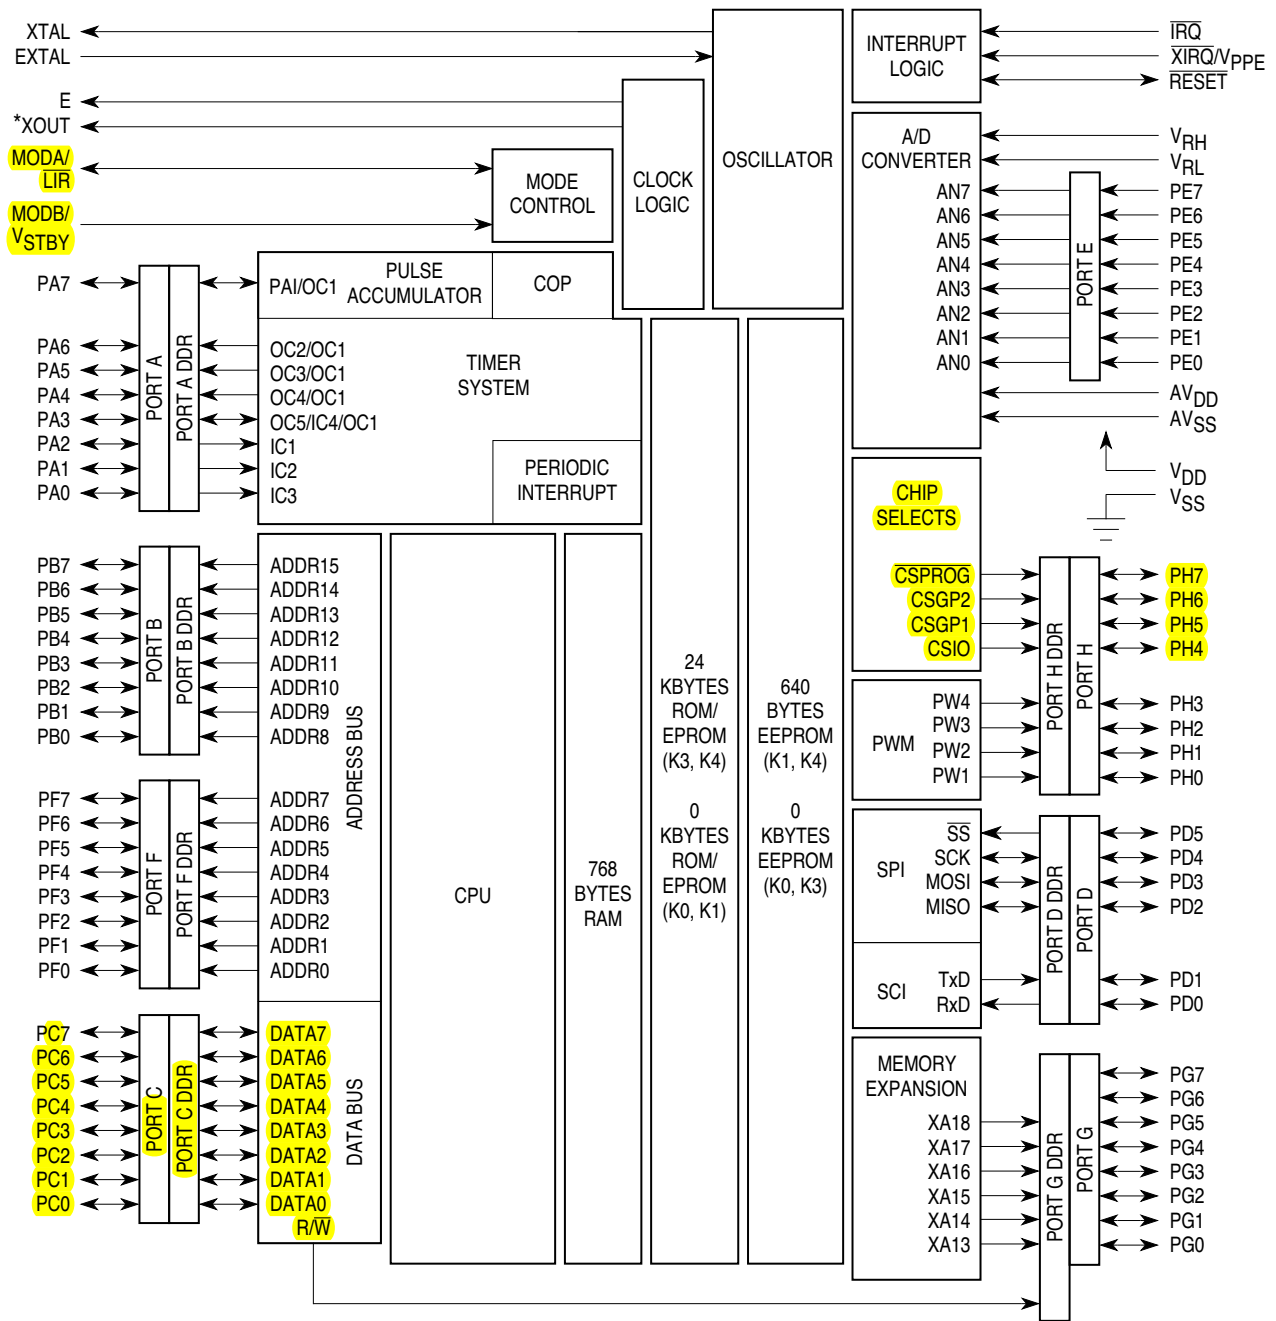 XTAL
EXTAL
E
*XOUT
MODA/
LIR
MODB/
VSTBY
PA7
PA6
PA5
PA4
PA3
PA2
PA1
PA0
PORT A
PORT A DDR
PB7
PB6
PB5
PB4
PB3
PB2
PB1
PB0
PORT B
PORT B DDR
PF7
PF6
PF5
PF4
PF3
PF2
PF1
PF0
PORT F
PORT F DDR
PC7
PC6
PC5
PC4
PC3
PC2
PC1
PC0
PORT C
PORT C DDR
MODE
CONTROL
CLOCK
LOGIC
OSCILLATOR
PAI/OC1
PULSE
ACCUMULATOR
COP
OC2/OC1
OC3/OC1
OC4/OC1
OC5/IC4/OC1
IC1
IC2
IC3
TIMER
SYSTEM
PERIODIC
INTERRUPT
ADDR15
ADDR14
ADDR13
ADDR12
ADDR11
ADDR10
ADDR9
ADDR8
ADDR7
ADDR6
ADDR5
ADDR4
ADDR3
ADDR2
ADDR1
ADDR0
ADDRESS BUS
DATA7
DATA6
DATA5
DATA4
DATA3
DATA2
DATA1
DATA0
R/W
DATA BUS
CPU
768
BYTES
RAM
24
KBYTES
ROM/
EPROM
(K3, K4)
0
KBYTES
ROM/
EPROM
(K0, K1)
640
BYTES
EEPROM
(K1, K4)
0
KBYTES
EEPROM
(K0, K3)
INTERRUPT
LOGIC
IRQ
XIRQ/VPPE
RESET
A/D
CONVERTER
AN7
AN6
AN5
AN4
AN3
AN2
AN1
AN0
PORT E
VRH
VRL
PE7
PE6
PE5
PE4
PE3
PE2
PE1
PE0
AVDD
AVSS
VDD
VSS
CHIP
SELECTS
CSPROG
CSGP2
CSGP1
CSIO
PWM
PW4
PW3
PW2
PW1
PORT H DDR
PORT H
PH7
PH6
PH5
PH4
PH3
PH2
PH1
PH0
SPI
SS
SCK
MOSI
MISO
SCI
TxD
RxD
PORT D DDR
PORT D
PD5
PD4
PD3
PD2
PD1
PD0
MEMORY
EXPANSION
XA18
XA17
XA16
XA15
XA14
XA13
PORT G DDR
PORT G
PG7
PG6
PG5
PG4
PG3
PG2
PG1
PG0